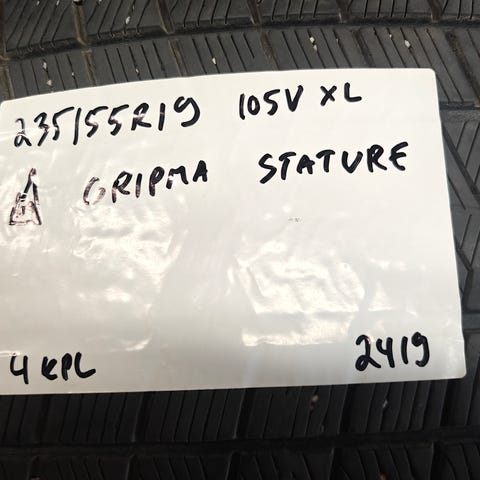 235/55R19 105V XL
GRIPMA STATURE
4 KPL 2419